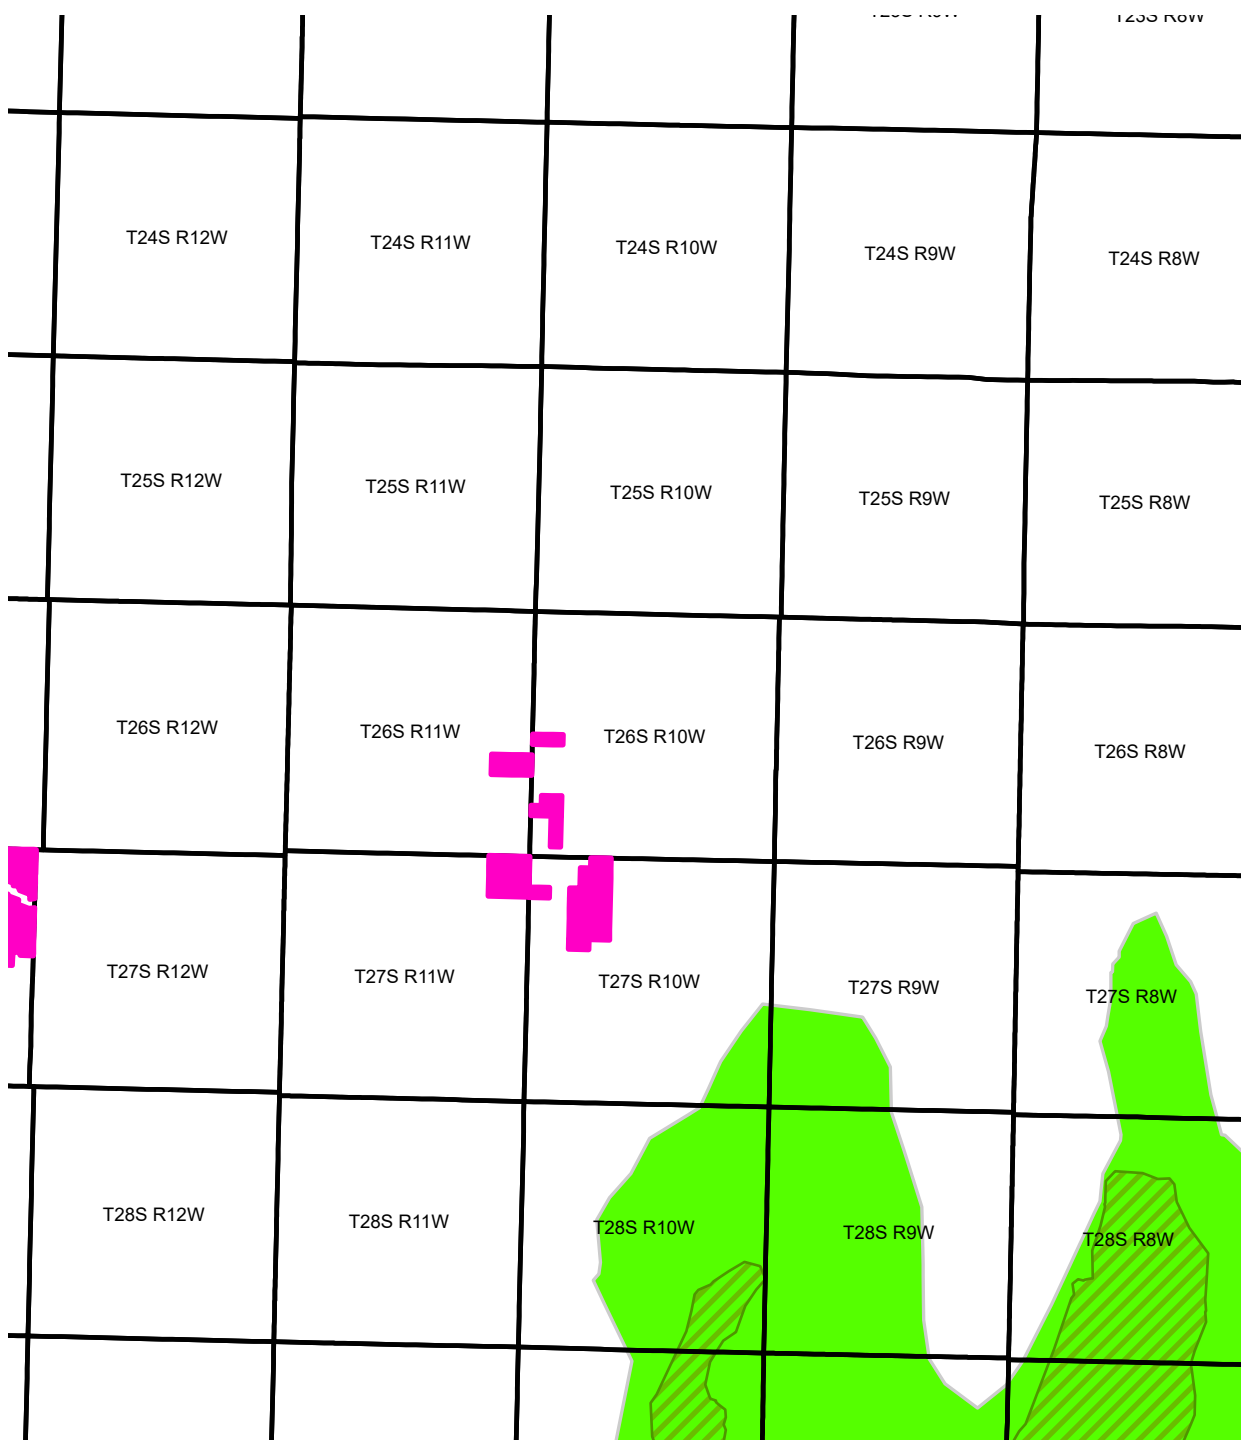 T23S R8W
T24S R12W
T24S R11W
T24S R10W
T24S R9W
T24S R8W
T25S R12W
T25S R11W
T25S R10W
T25S R9W
T25S R8W
T26S R12W
T26S R11W
T26S R10W
T26S R9W
T26S R8W
T27S R12W
T27S R11W
T27S R10W
T27S R9W
T27S R8W
T28S R12W
T28S R11W
T28S R10W
T28S R9W
T28S R8W